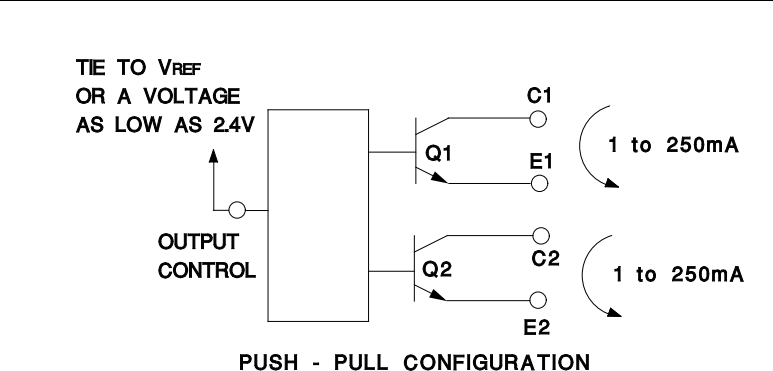 TIE TO VREF
OR A VOLTAGE
AS LOW AS 2.4V
C1
Q1
1 to 250mA
E1
OUTPUT
CONTROL
C2
Q2
1 to 250mA
E2
PUSH - PULL CONFIGURATION